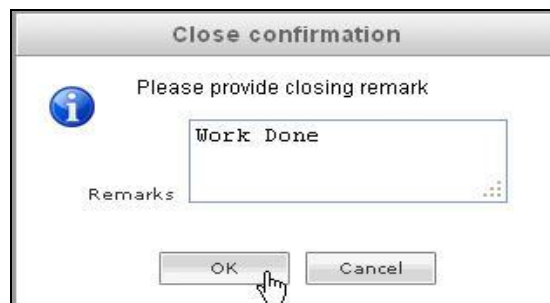 Close confirmation
Please provide closing remark
Work Done
Remarks
OK Cancel